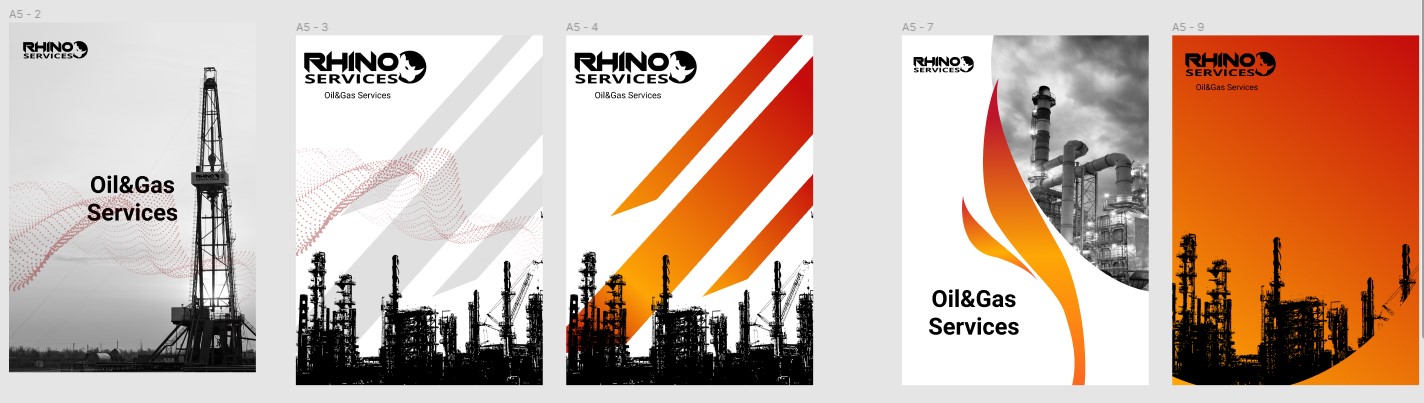 A5 - 2
RHINO
SERVICES
Oil&Gas
Services
RHINO
A5 - 3
RHINO
SERVICES
Oil&Gas Services
A5 - 4
RHINO
SERVICES
Oil&Gas Services
A5 - 7
RHINO
SERVICES
Oil&Gas
Services
A5 - 9
RHINO
SERVICES
Oil&Gas Services